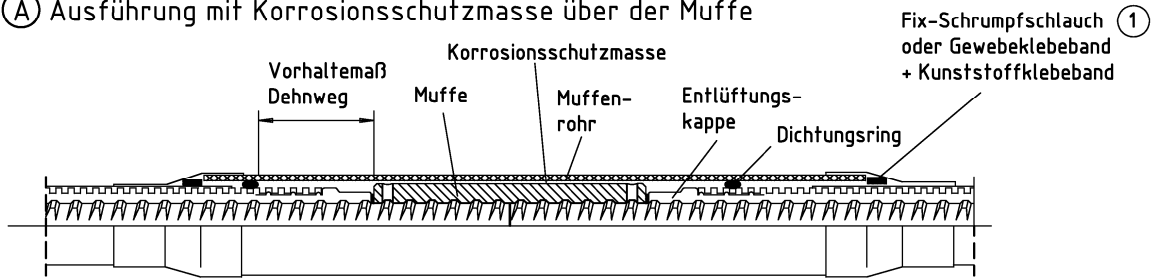 A Ausführung mit Korrosionsschutzmasse über der Muffe
Fix-Schrumpfschlauch 1
oder Gewebeklebeband
+ Kunststoffklebeband
Korrosionsschutzmasse
Vorhaltemaß
Dehnweg
Muffe
Muffen-
rohr
Entlüftungs-
kappe
Dichtungsring